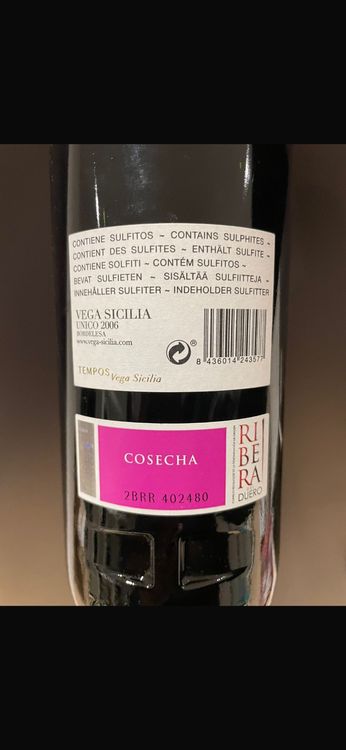 CONTIENE SULFITOS ~ CONTAINS SULPHITES ~
CONTIENT DES SULFITES ~ ENTHÄLT SULFITE ~
CONTIENE SOLFITI ~ CONTÉM SULFITOS ~
BEVAT SULFIETEN ~ SISÄLTÄÄ SULFIITTEJA ~
INNEHÅLLER SULFITER ~ INDEHOLDER SULFITTER
VEGA SICILIA
UNICO 2006
BORDELESA
www.vega-sicilia.com
8 436014 243577
TEMPOS Vega Sicilia
COSECHA
2BRR 402480
RI
BE
RA
DUERO